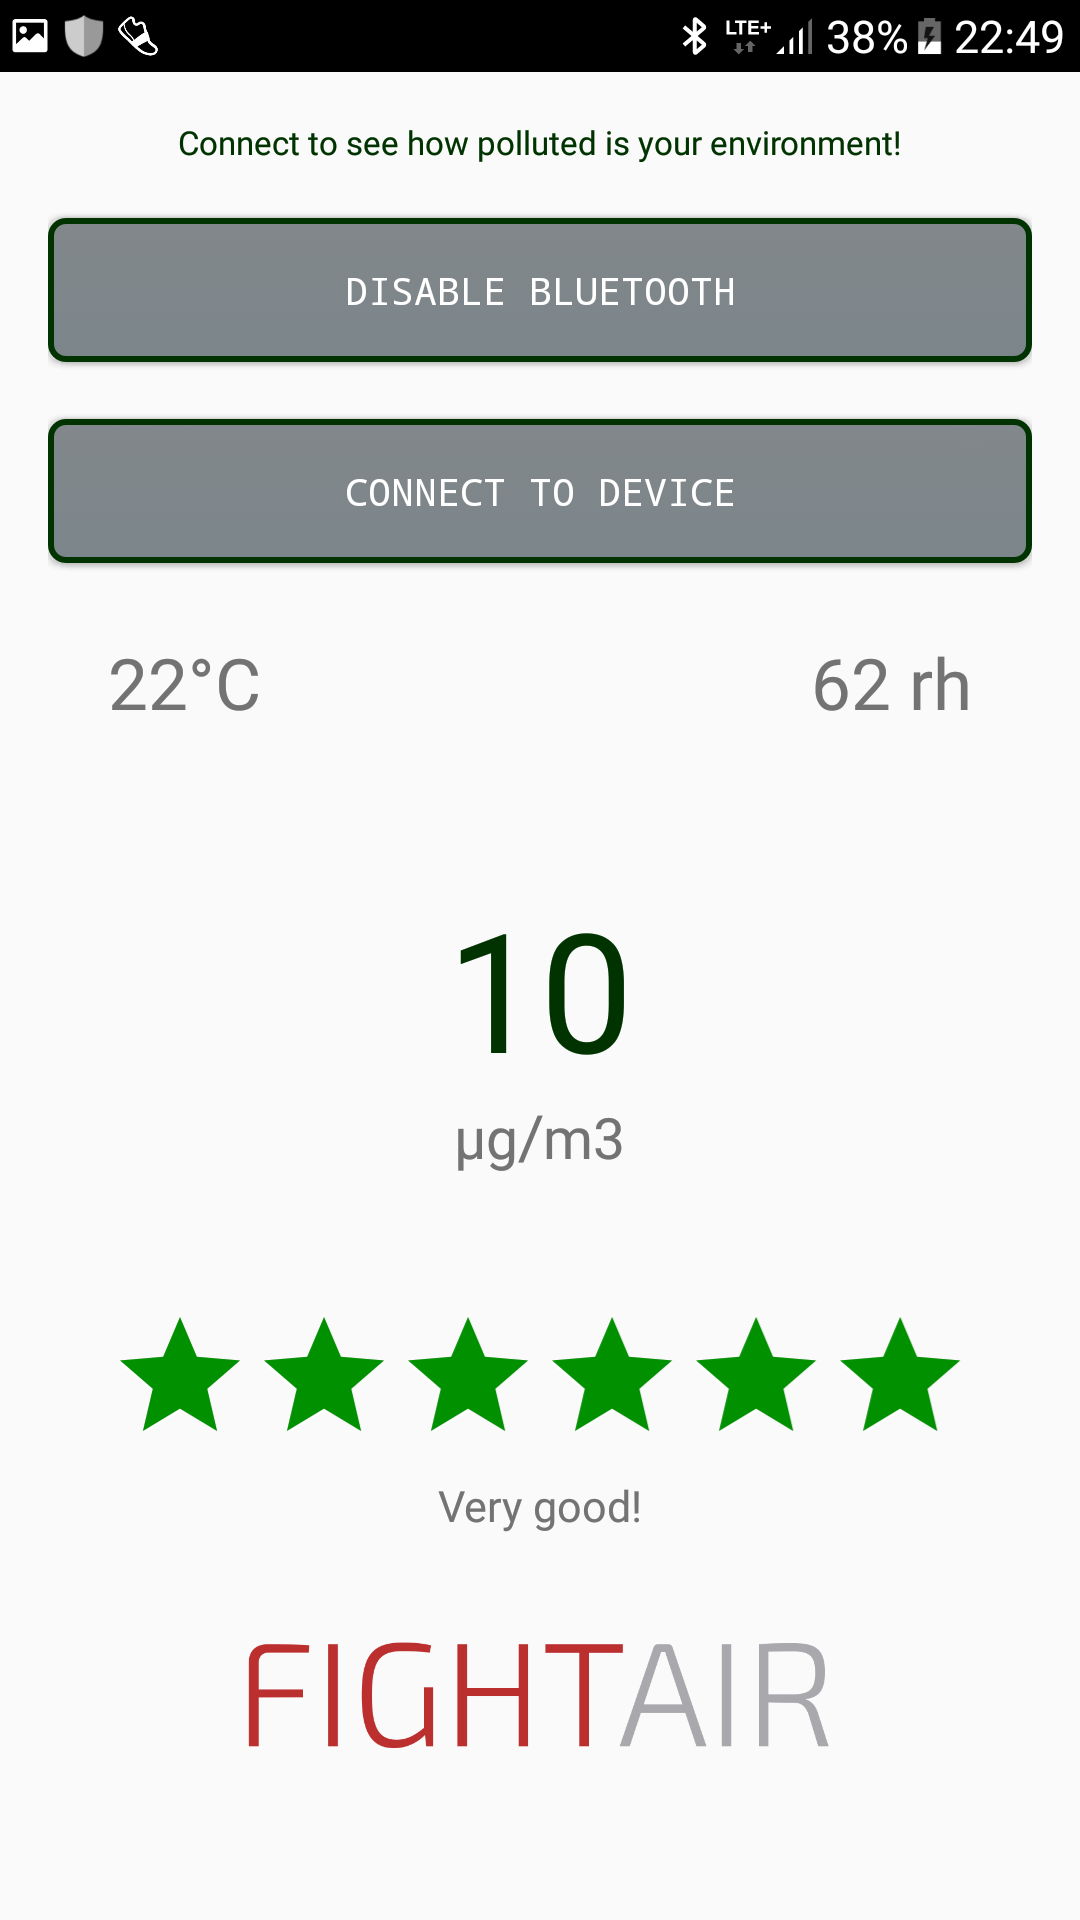 LTE+ 38% 22:49
Connect to see how polluted is your environment!
DISABLE BLUETOOTH
CONNECT TO DEVICE
22°C 62 rh
10
µg/m3
Very good!
FIGHTAIR